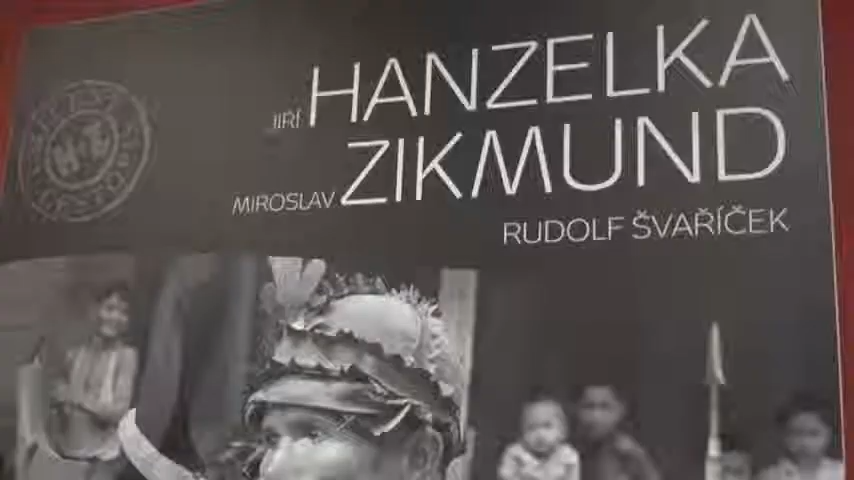 JIŘÍ HANZELKA
MIROSLAV ZIKMUND
RUDOLF ŠVAŘÍČEK
H+Z